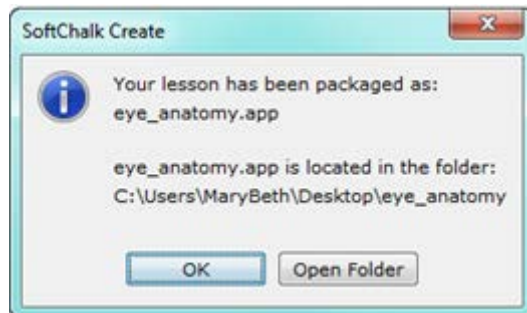 SoftChalk Create
Your lesson has been packaged as:
eye_anatomy.app
eye_anatomy.app is located in the folder:
C:\Users\MaryBeth\Desktop\eye_anatomy
OK
Open Folder